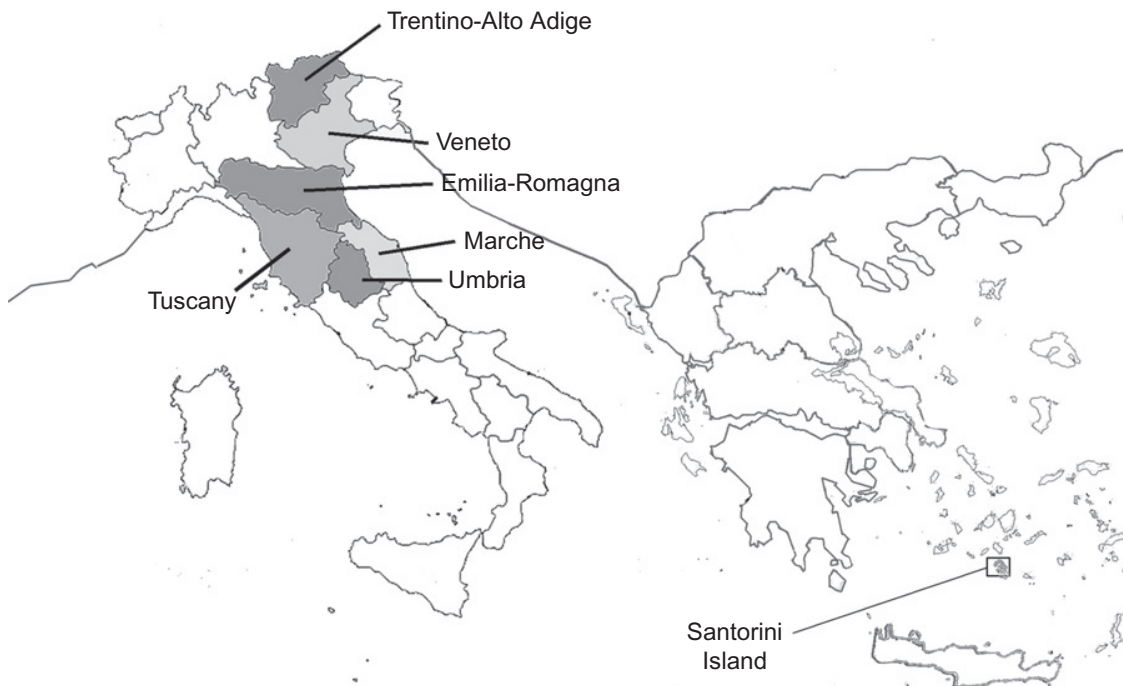 Trentino-Alto Adige
Veneto
Emilia-Romagna
Marche
Umbria
Tuscany
Santorini
Island